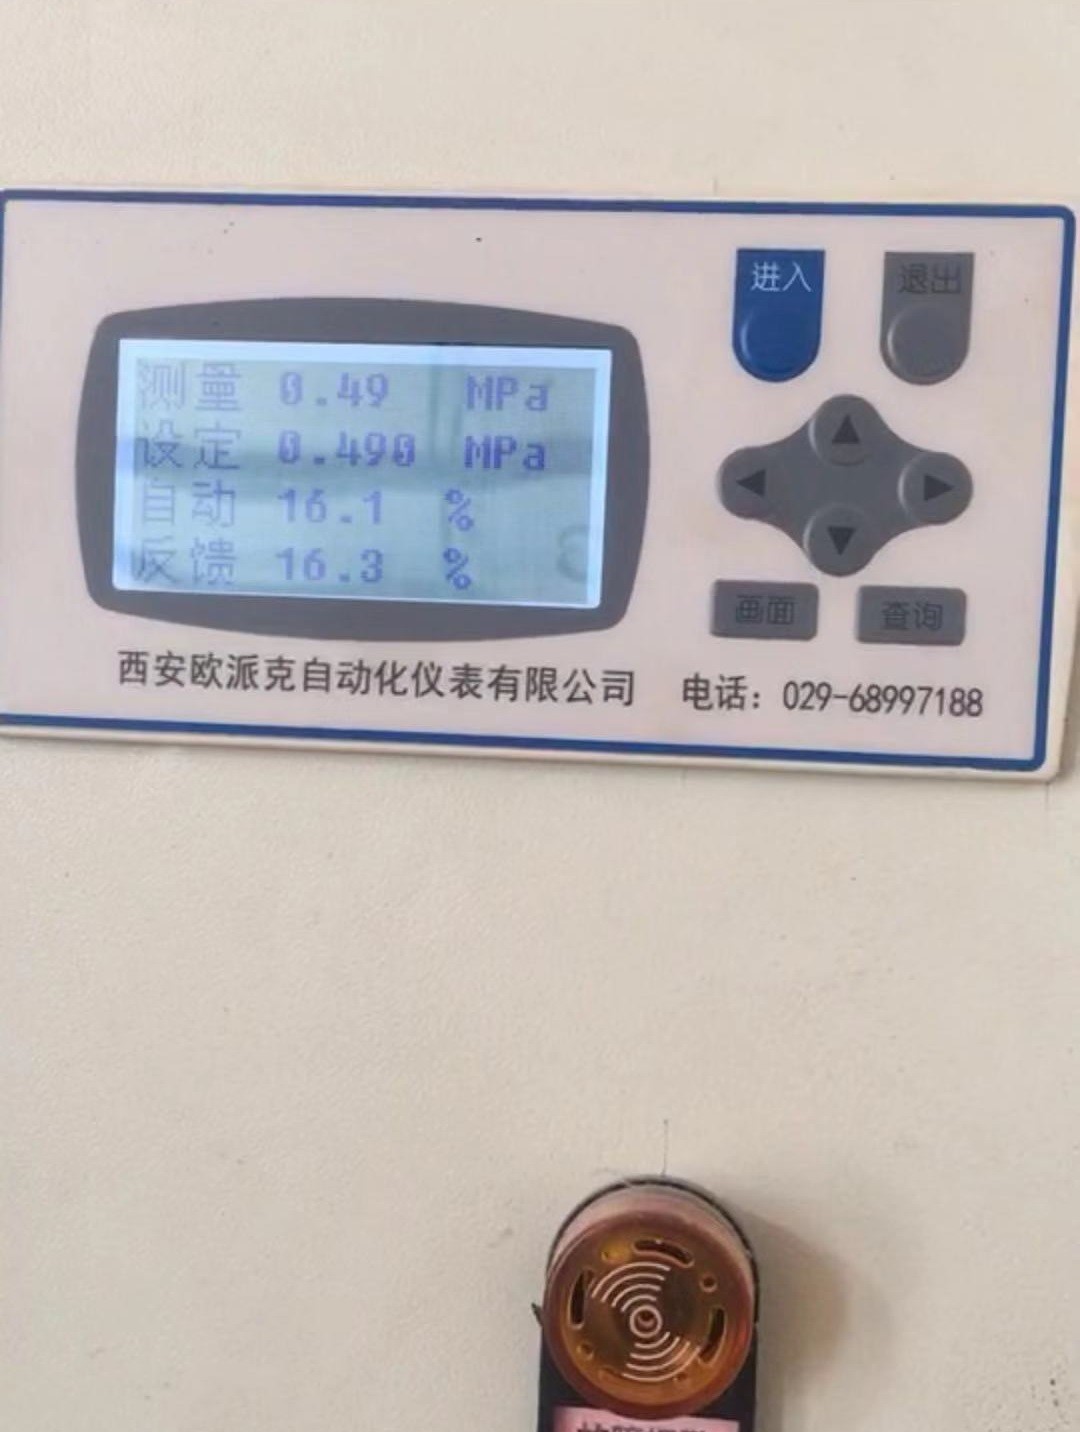 测量 0.49 MPa
设定 0.490 MPa
自动 16.1 %
反馈 16.3 %
进入
退出
画面
查询
西安欧派克自动化仪表有限公司 电话：029-68997188